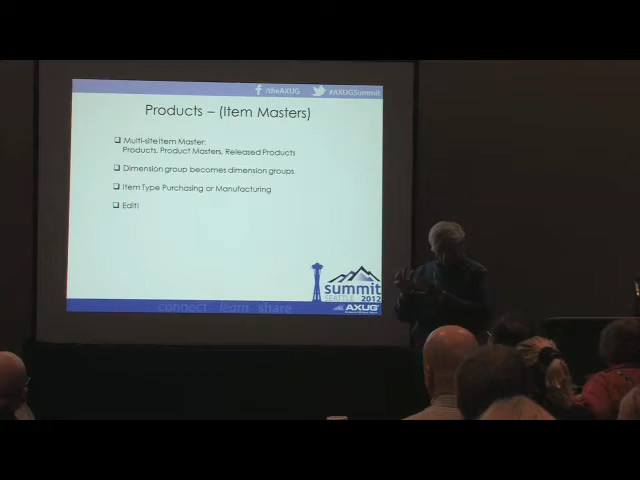 /theAXUG #AXUGSummit
Products – (Item Masters)
Multi-site Item Master:
Products, Product Masters, Released Products
Dimension group becomes dimension groups
Item Type Purchasing or Manufacturing
Edit!
summit
SEATTLE 2012
AXUG
connect learn share